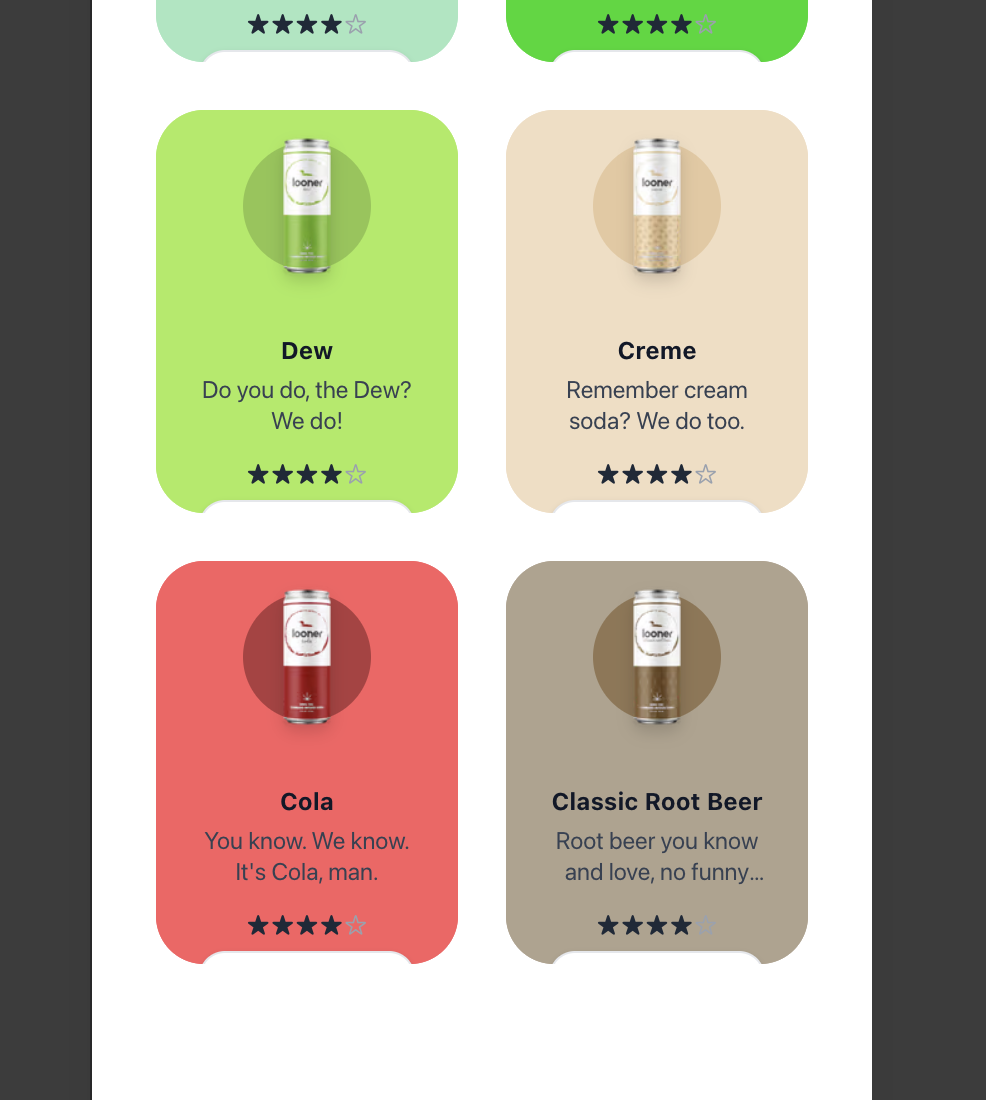 looner
Dew
Do you do, the Dew?
We do!
looner
Creme
Remember cream
soda? We do too.
looner
Cola
You know. We know.
It's Cola, man.
looner
Classic Root Beer
Root beer you know
and love, no funny...